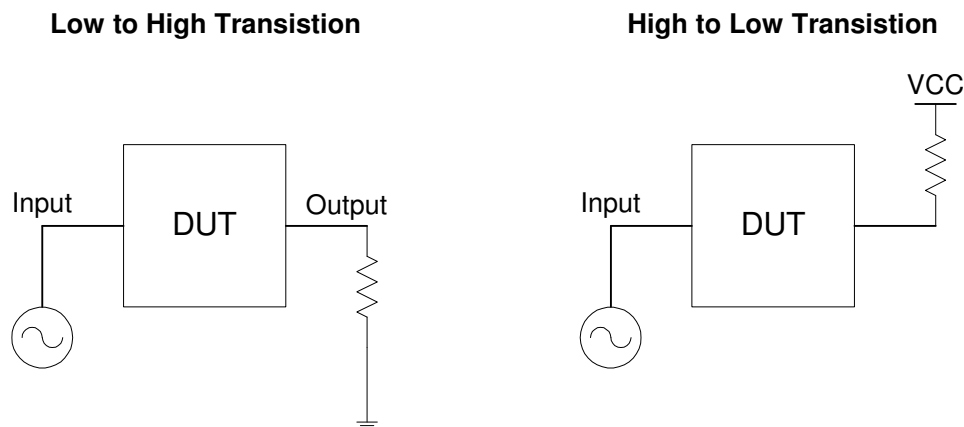 Low to High Transistion
High to Low Transistion
VCC
Input
DUT
Output
Input
DUT